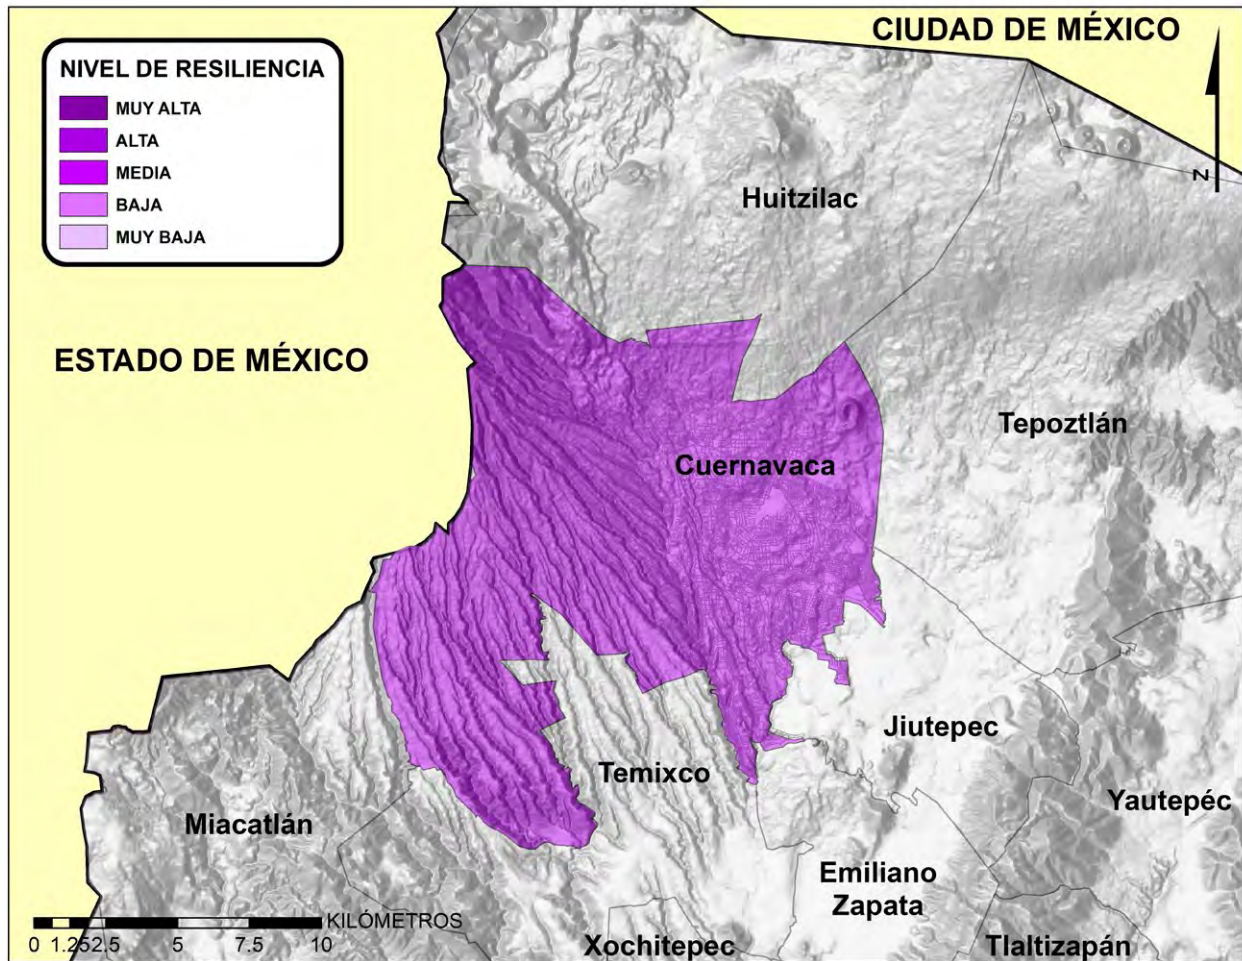 CIUDAD DE MÉXICO
NIVEL DE RESILIENCIA
MUY ALTA
ALTA
MEDIA
BAJA
MUY BAJA
N
Huitzilac
ESTADO DE MÉXICO
Tepoztlán
Cuernavaca
Jiutepec
Temixco
Yautepéc
Miacatlán
Emiliano
Zapata
KILÓMETROS
0 1.252.5 5 7.5 10
Xochitepec
Tlaltizapán